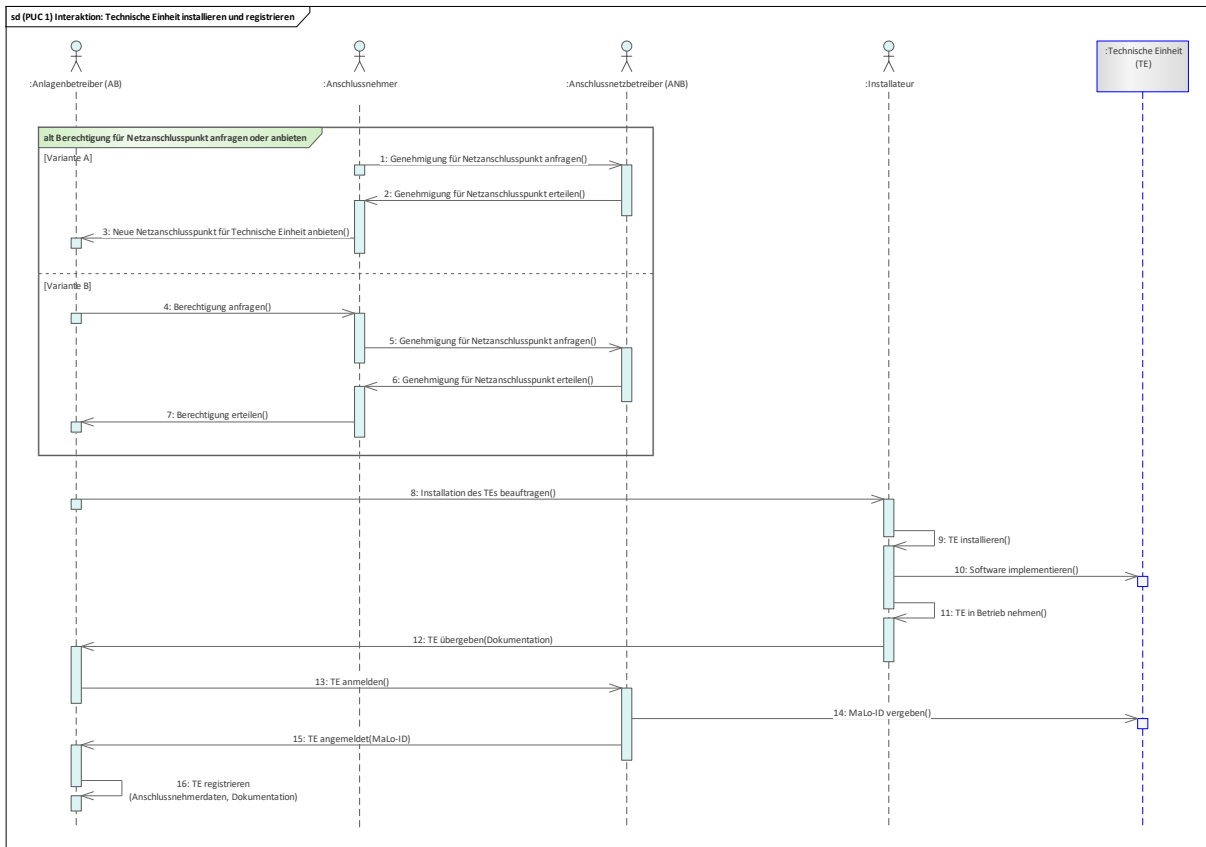 sd (PUC 1) Interaktion: Technische Einheit installieren und registrieren
:Anlagenbetreiber (AB)
:Anschlussnehmer
:Anschlussnetzbetreiber (ANB)
:Installateur
:Technische Einheit
(TE)
alt Berechtigung für Netzanschlusspunkt anfragen oder anbieten
[Variante A]
1: Genehmigung für Netzanschlusspunkt anfragen()
2: Genehmigung für Netzanschlusspunkt erteilen()
3: Neue Netzanschlusspunkt für Technische Einheit anbieten()
[Variante B]
4: Berechtigung anfragen()
5: Genehmigung für Netzanschlusspunkt anfragen()
6: Genehmigung für Netzanschlusspunkt erteilen()
7: Berechtigung erteilen()
8: Installation des TEs beauftragen()
9: TE installieren()
10: Software implementieren()
11: TE in Betrieb nehmen()
12: TE übergeben(Dokumentation)
13: TE anmelden()
14: MaLo-ID vergeben()
15: TE angemeldet(MaLo-ID)
16: TE registrieren
(Anschlussnehmerdaten, Dokumentation)